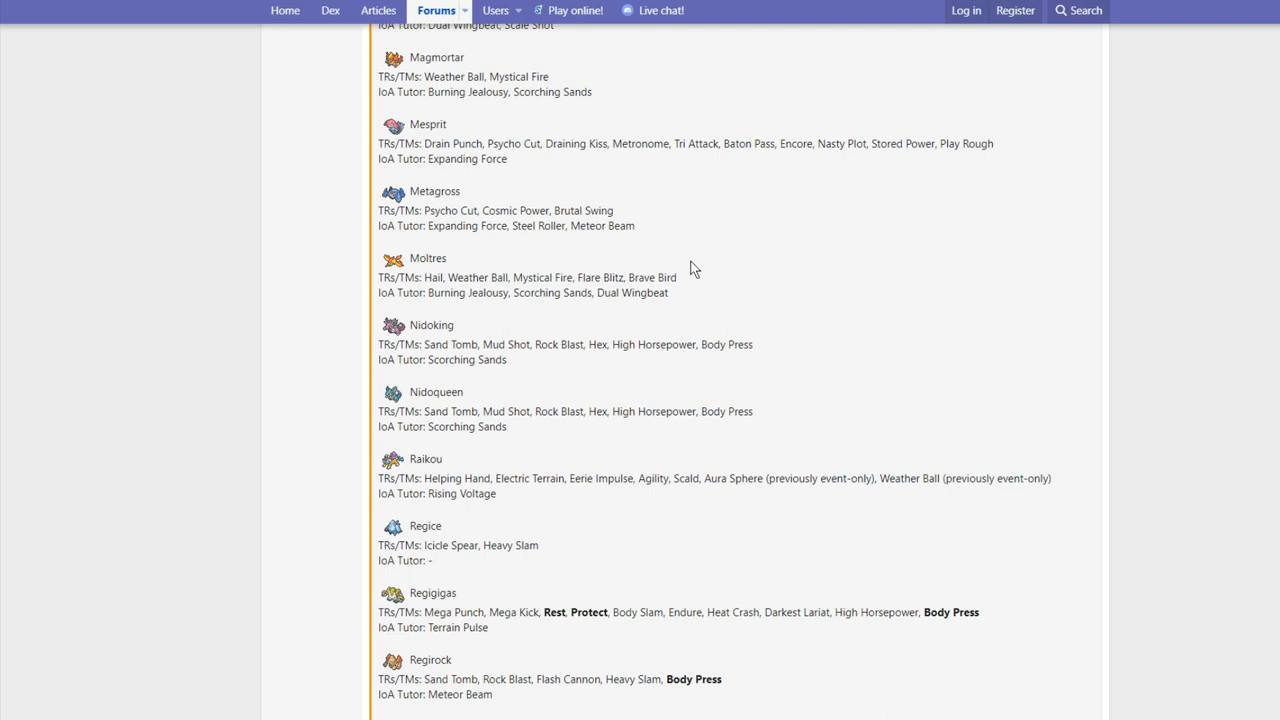 Home Dex Articles Forums Users Play online! Live chat! Log in Register Search
IoA Tutor: Dual Wingbeat, Scale Shot
Magmortar
TRs/TMs: Weather Ball, Mystical Fire
IoA Tutor: Burning Jealousy, Scorching Sands
Mesprit
TRs/TMs: Drain Punch, Psycho Cut, Draining Kiss, Metronome, Tri Attack, Baton Pass, Encore, Nasty Plot, Stored Power, Play Rough
IoA Tutor: Expanding Force
Metagross
TRs/TMs: Psycho Cut, Cosmic Power, Brutal Swing
IoA Tutor: Expanding Force, Steel Roller, Meteor Beam
Moltres
TRs/TMs: Hail, Weather Ball, Mystical Fire, Flare Blitz, Brave Bird
IoA Tutor: Burning Jealousy, Scorching Sands, Dual Wingbeat
Nidoking
TRs/TMs: Sand Tomb, Mud Shot, Rock Blast, Hex, High Horsepower, Body Press
IoA Tutor: Scorching Sands
Nidoqueen
TRs/TMs: Sand Tomb, Mud Shot, Rock Blast, Hex, High Horsepower, Body Press
IoA Tutor: Scorching Sands
Raikou
TRs/TMs: Helping Hand, Electric Terrain, Eerie Impulse, Agility, Scald, Aura Sphere (previously event-only), Weather Ball (previously event-only)
IoA Tutor: Rising Voltage
Regice
TRs/TMs: Icicle Spear, Heavy Slam
IoA Tutor: -
Regigigas
TRs/TMs: Mega Punch, Mega Kick, Rest, Protect, Body Slam, Endure, Heat Crash, Darkest Lariat, High Horsepower, Body Press
IoA Tutor: Terrain Pulse
Regirock
TRs/TMs: Sand Tomb, Rock Blast, Flash Cannon, Heavy Slam, Body Press
IoA Tutor: Meteor Beam